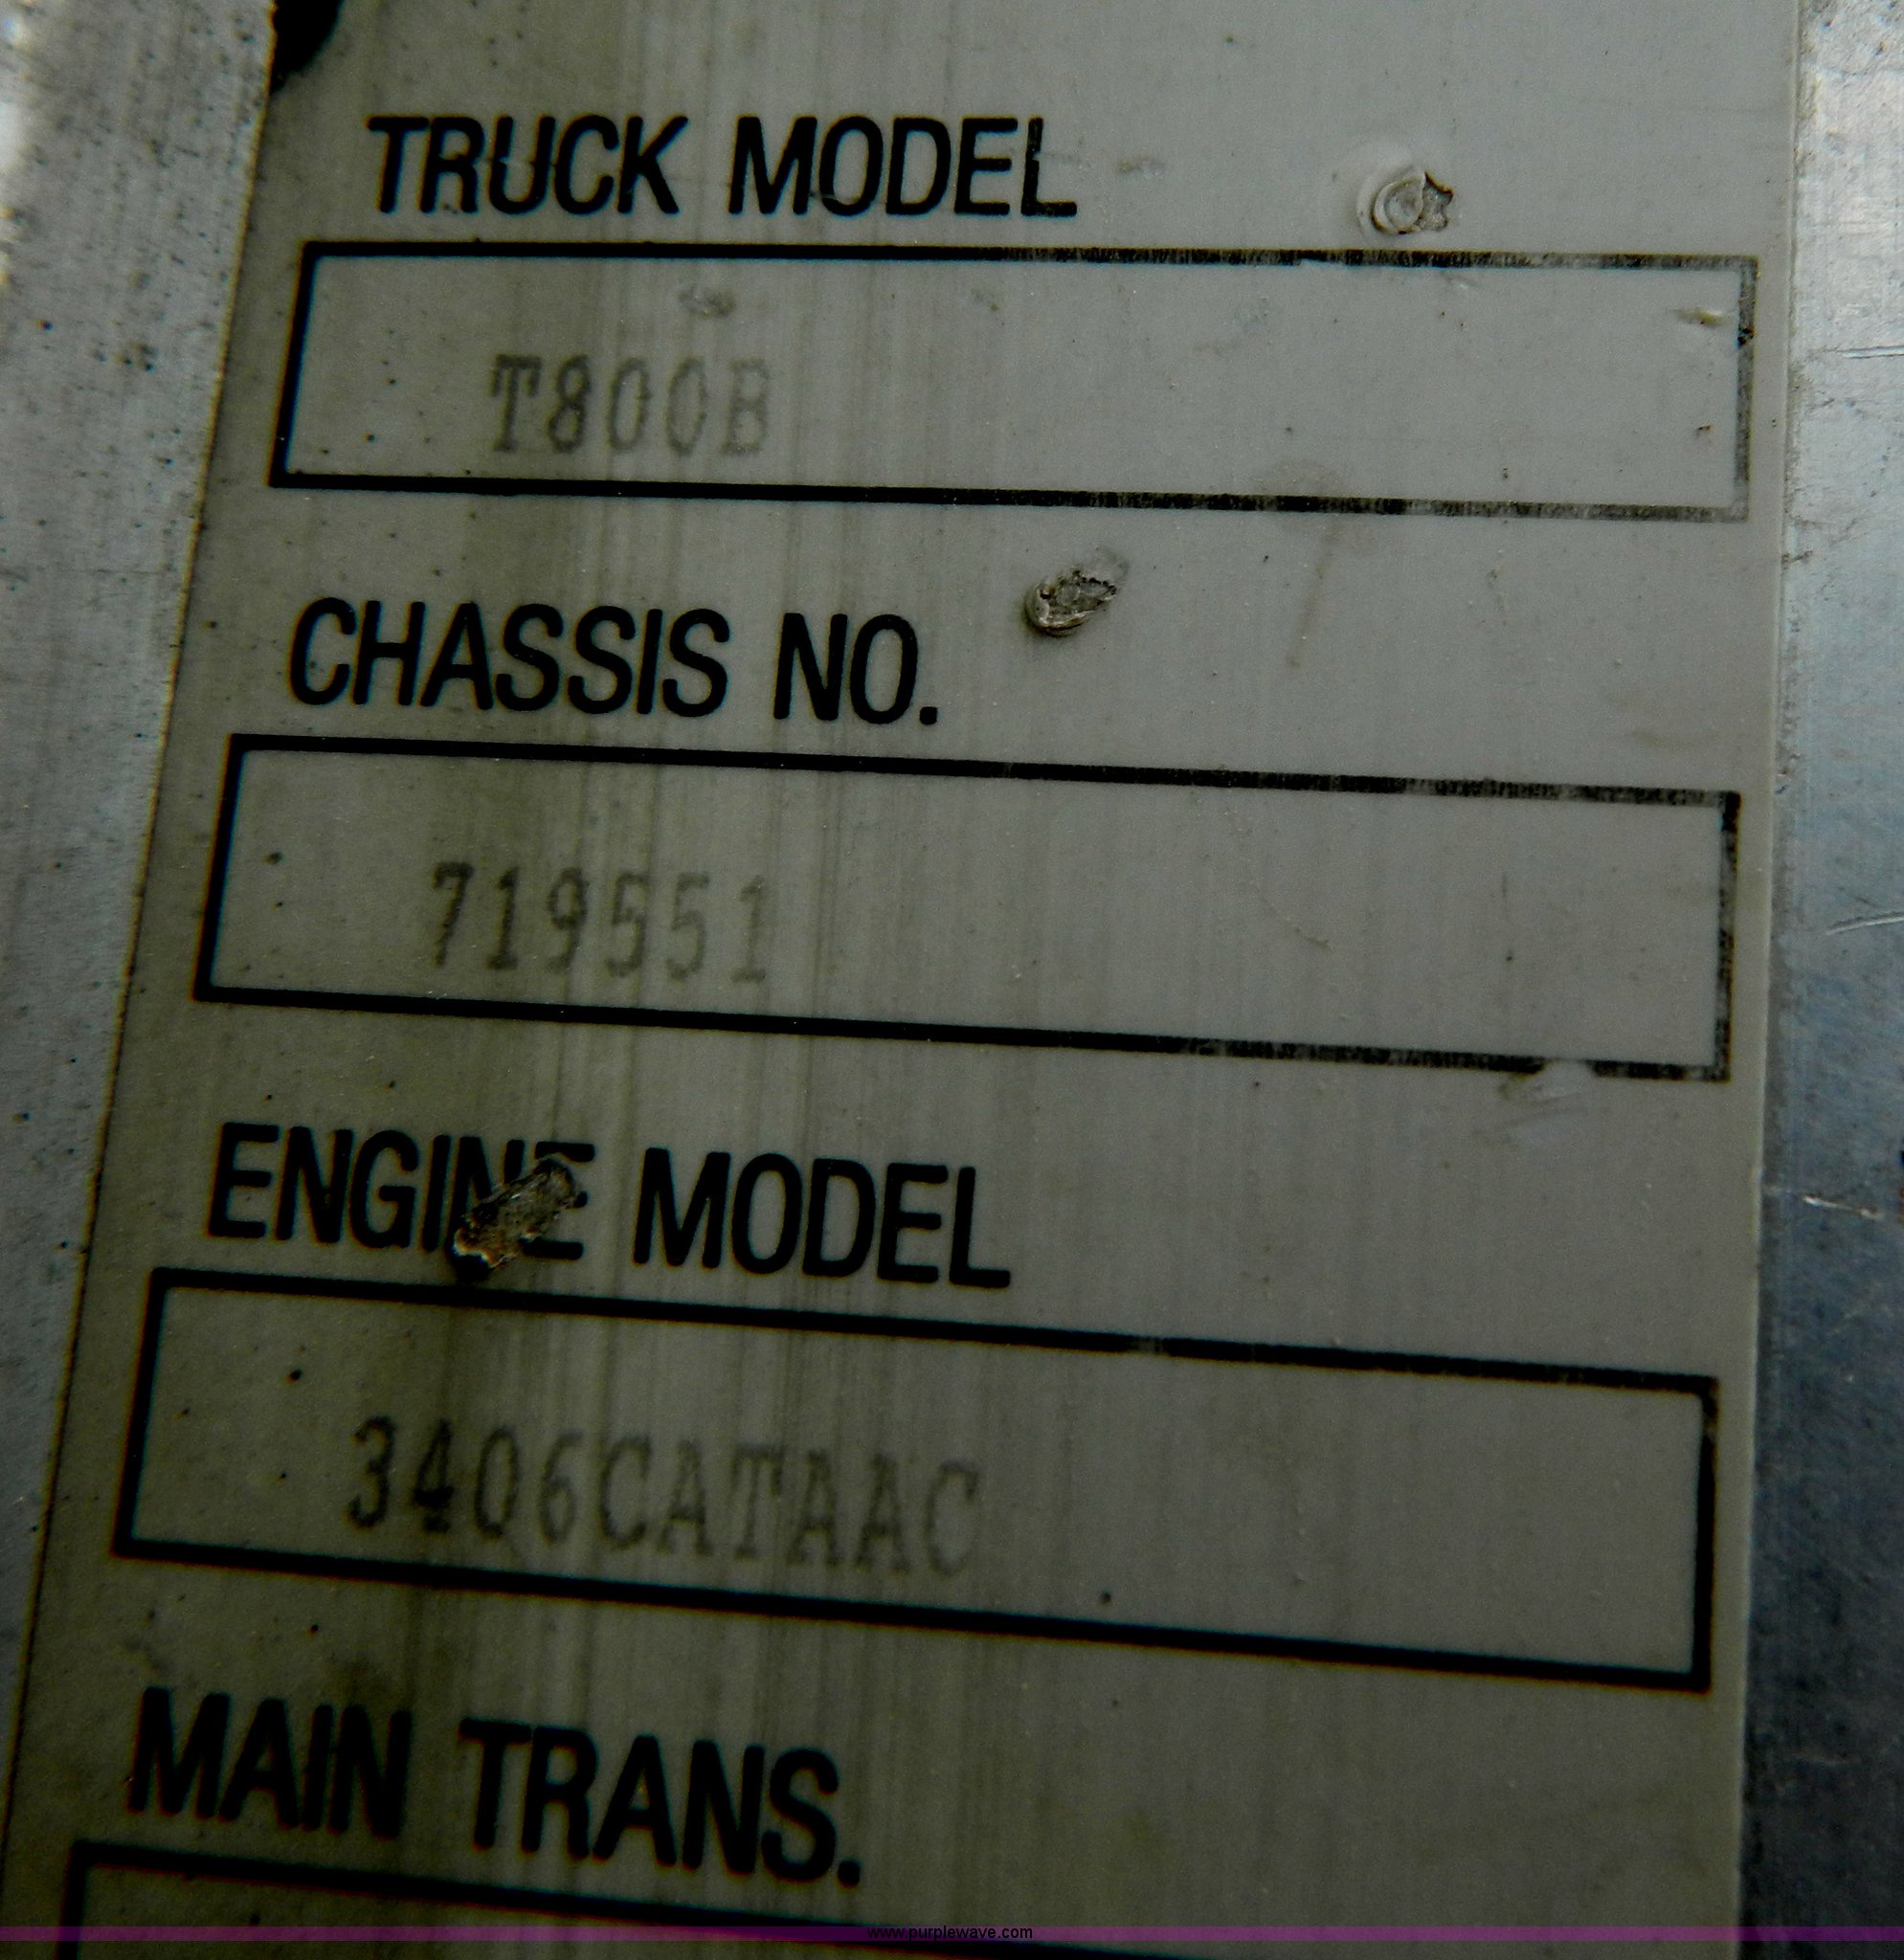 TRUCK MODEL
T800B
CHASSIS NO.
719551
ENGINE MODEL
3406CATAAC
MAIN TRANS.
www.purplewave.com